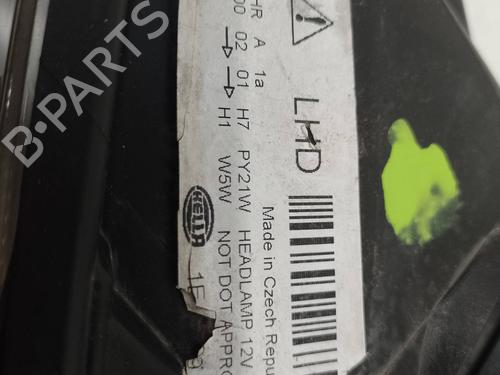 LHD
Made in Czech Repu
HR A 1a
00 02 01 H7 PY21W HEADLAMP 12V
H1 W5W NOT DOT APPRO
HELLA 1E
B-PARTS